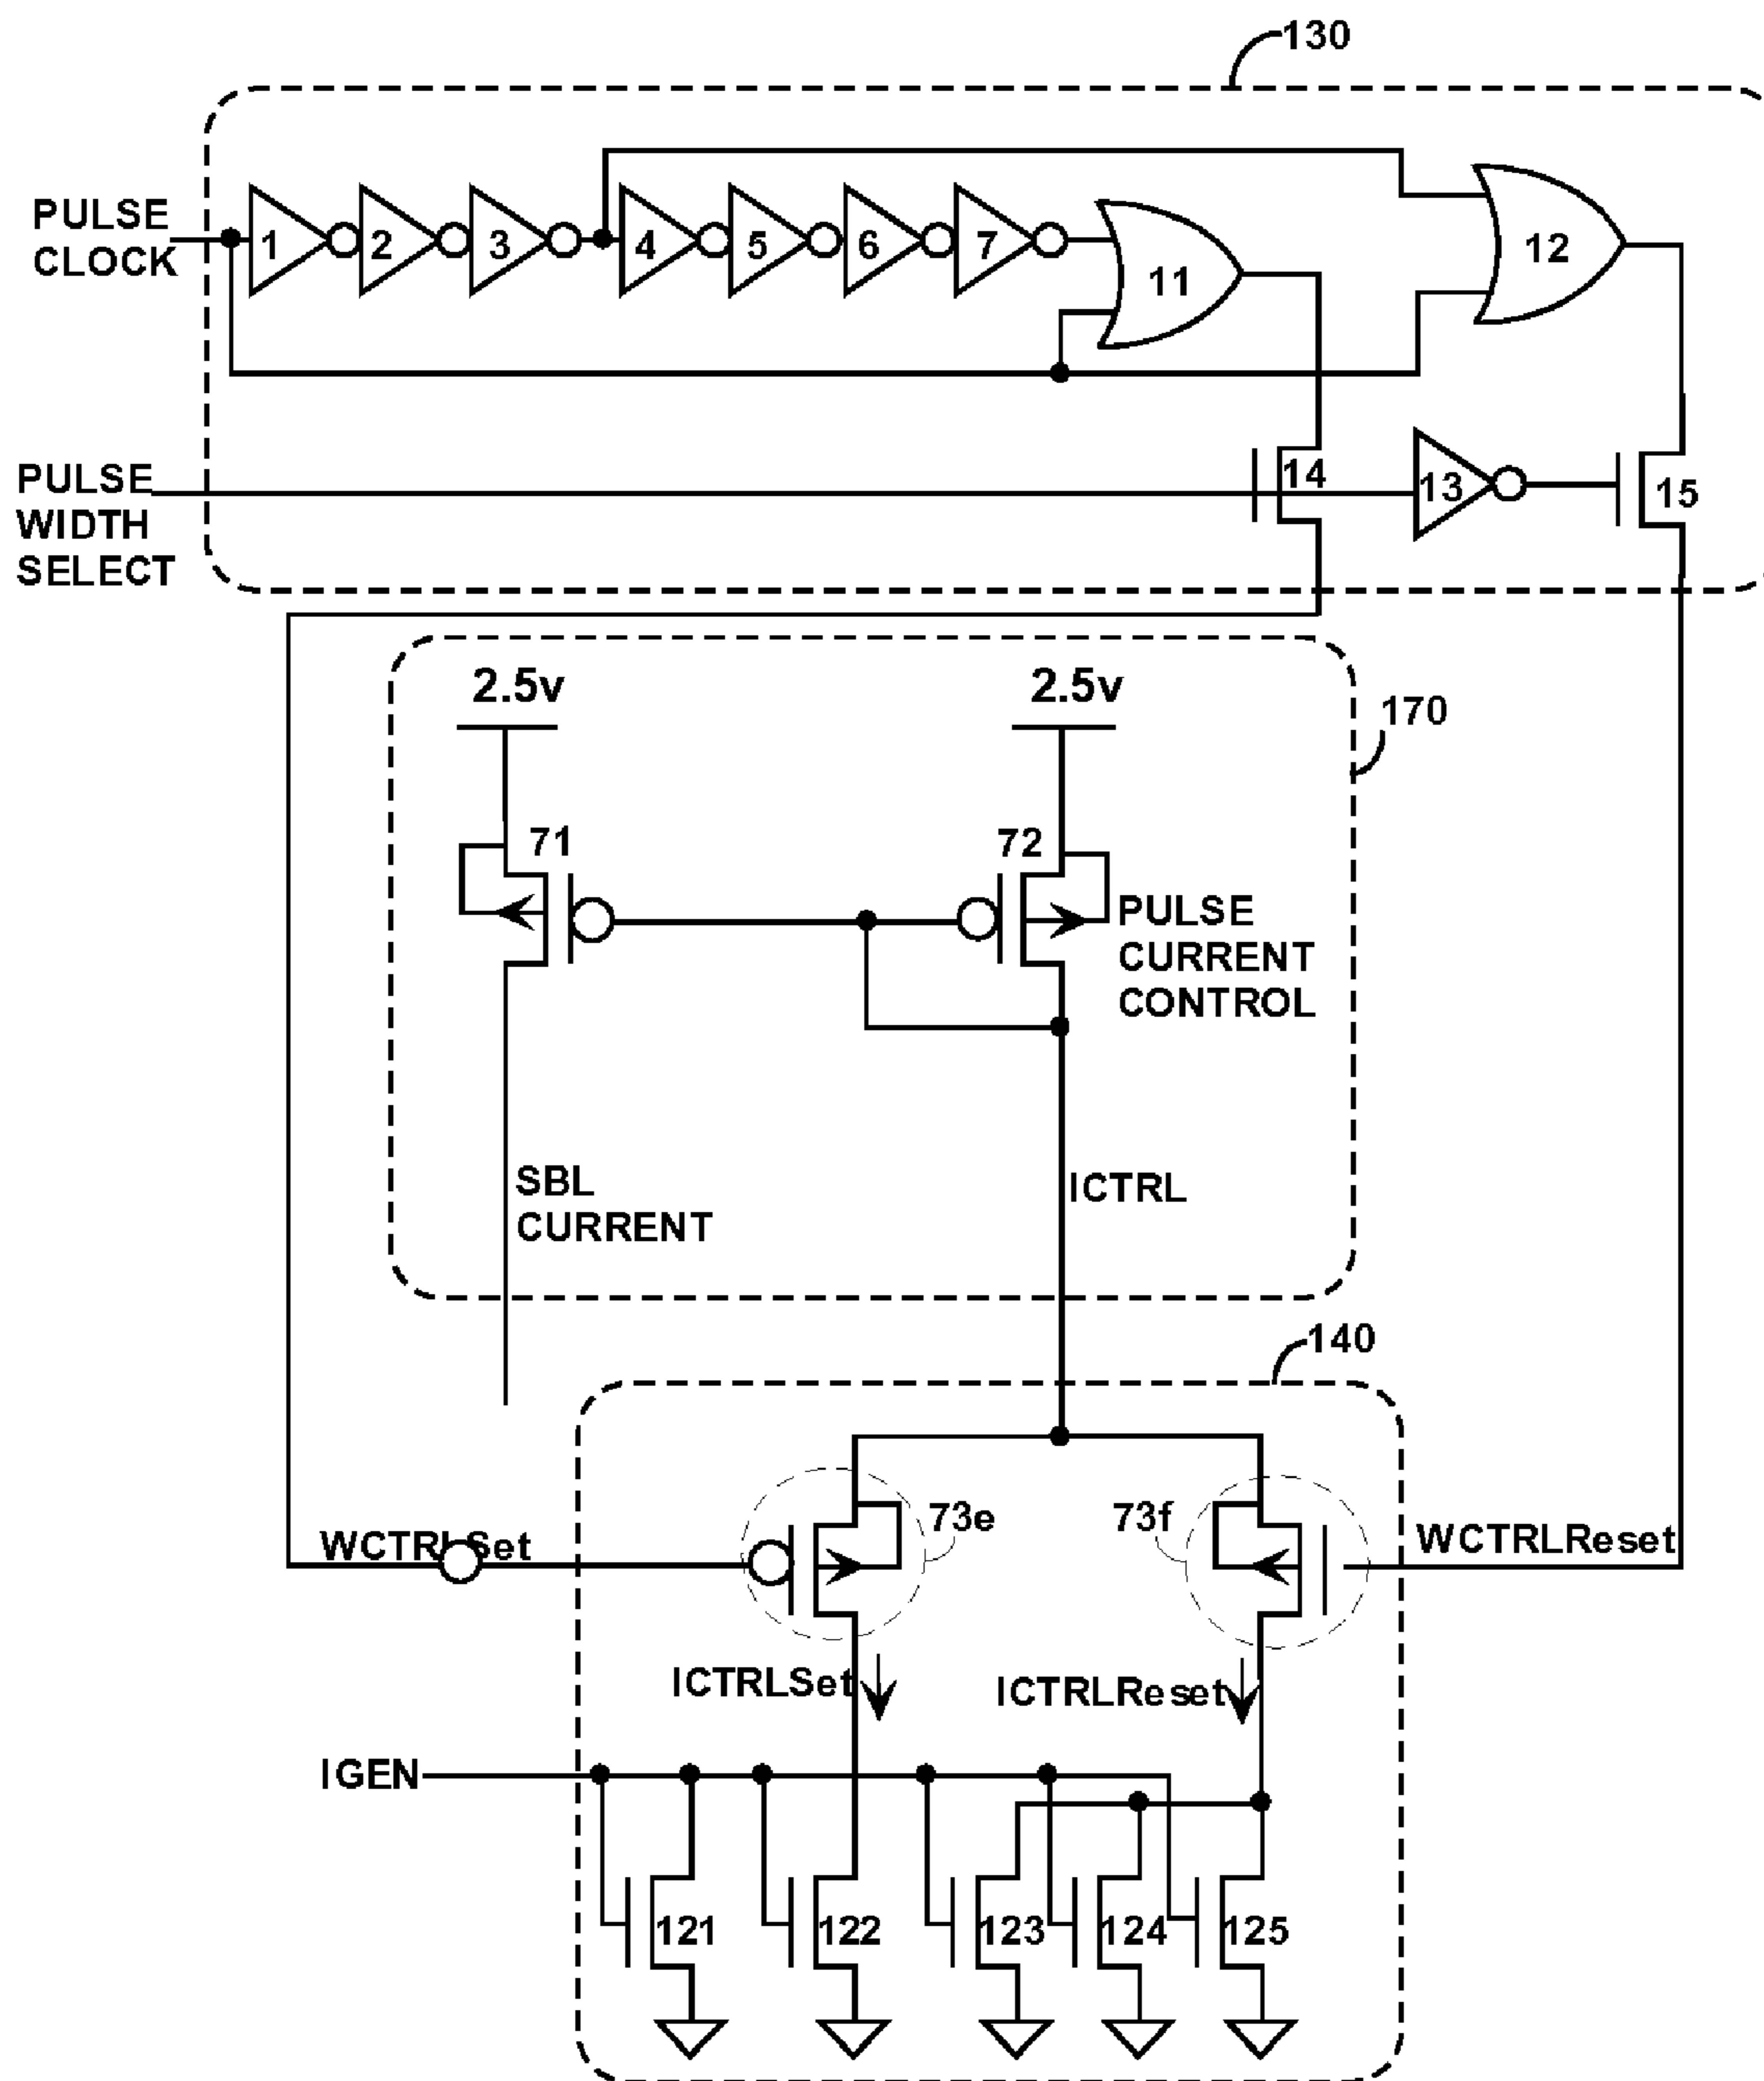 130
PULSE
CLOCK
1
2
3
4
5
6
7
11
12
PULSE
WIDTH
SELECT
14
13
15
2.5v
2.5v
170
71
72
PULSE
CURRENT
CONTROL
SBL
CURRENT
ICTRL
140
WCTRLSet
73e
73f
WCTRLReset
ICTRLSet
ICTRLReset
IGEN
121
122
123
124
125